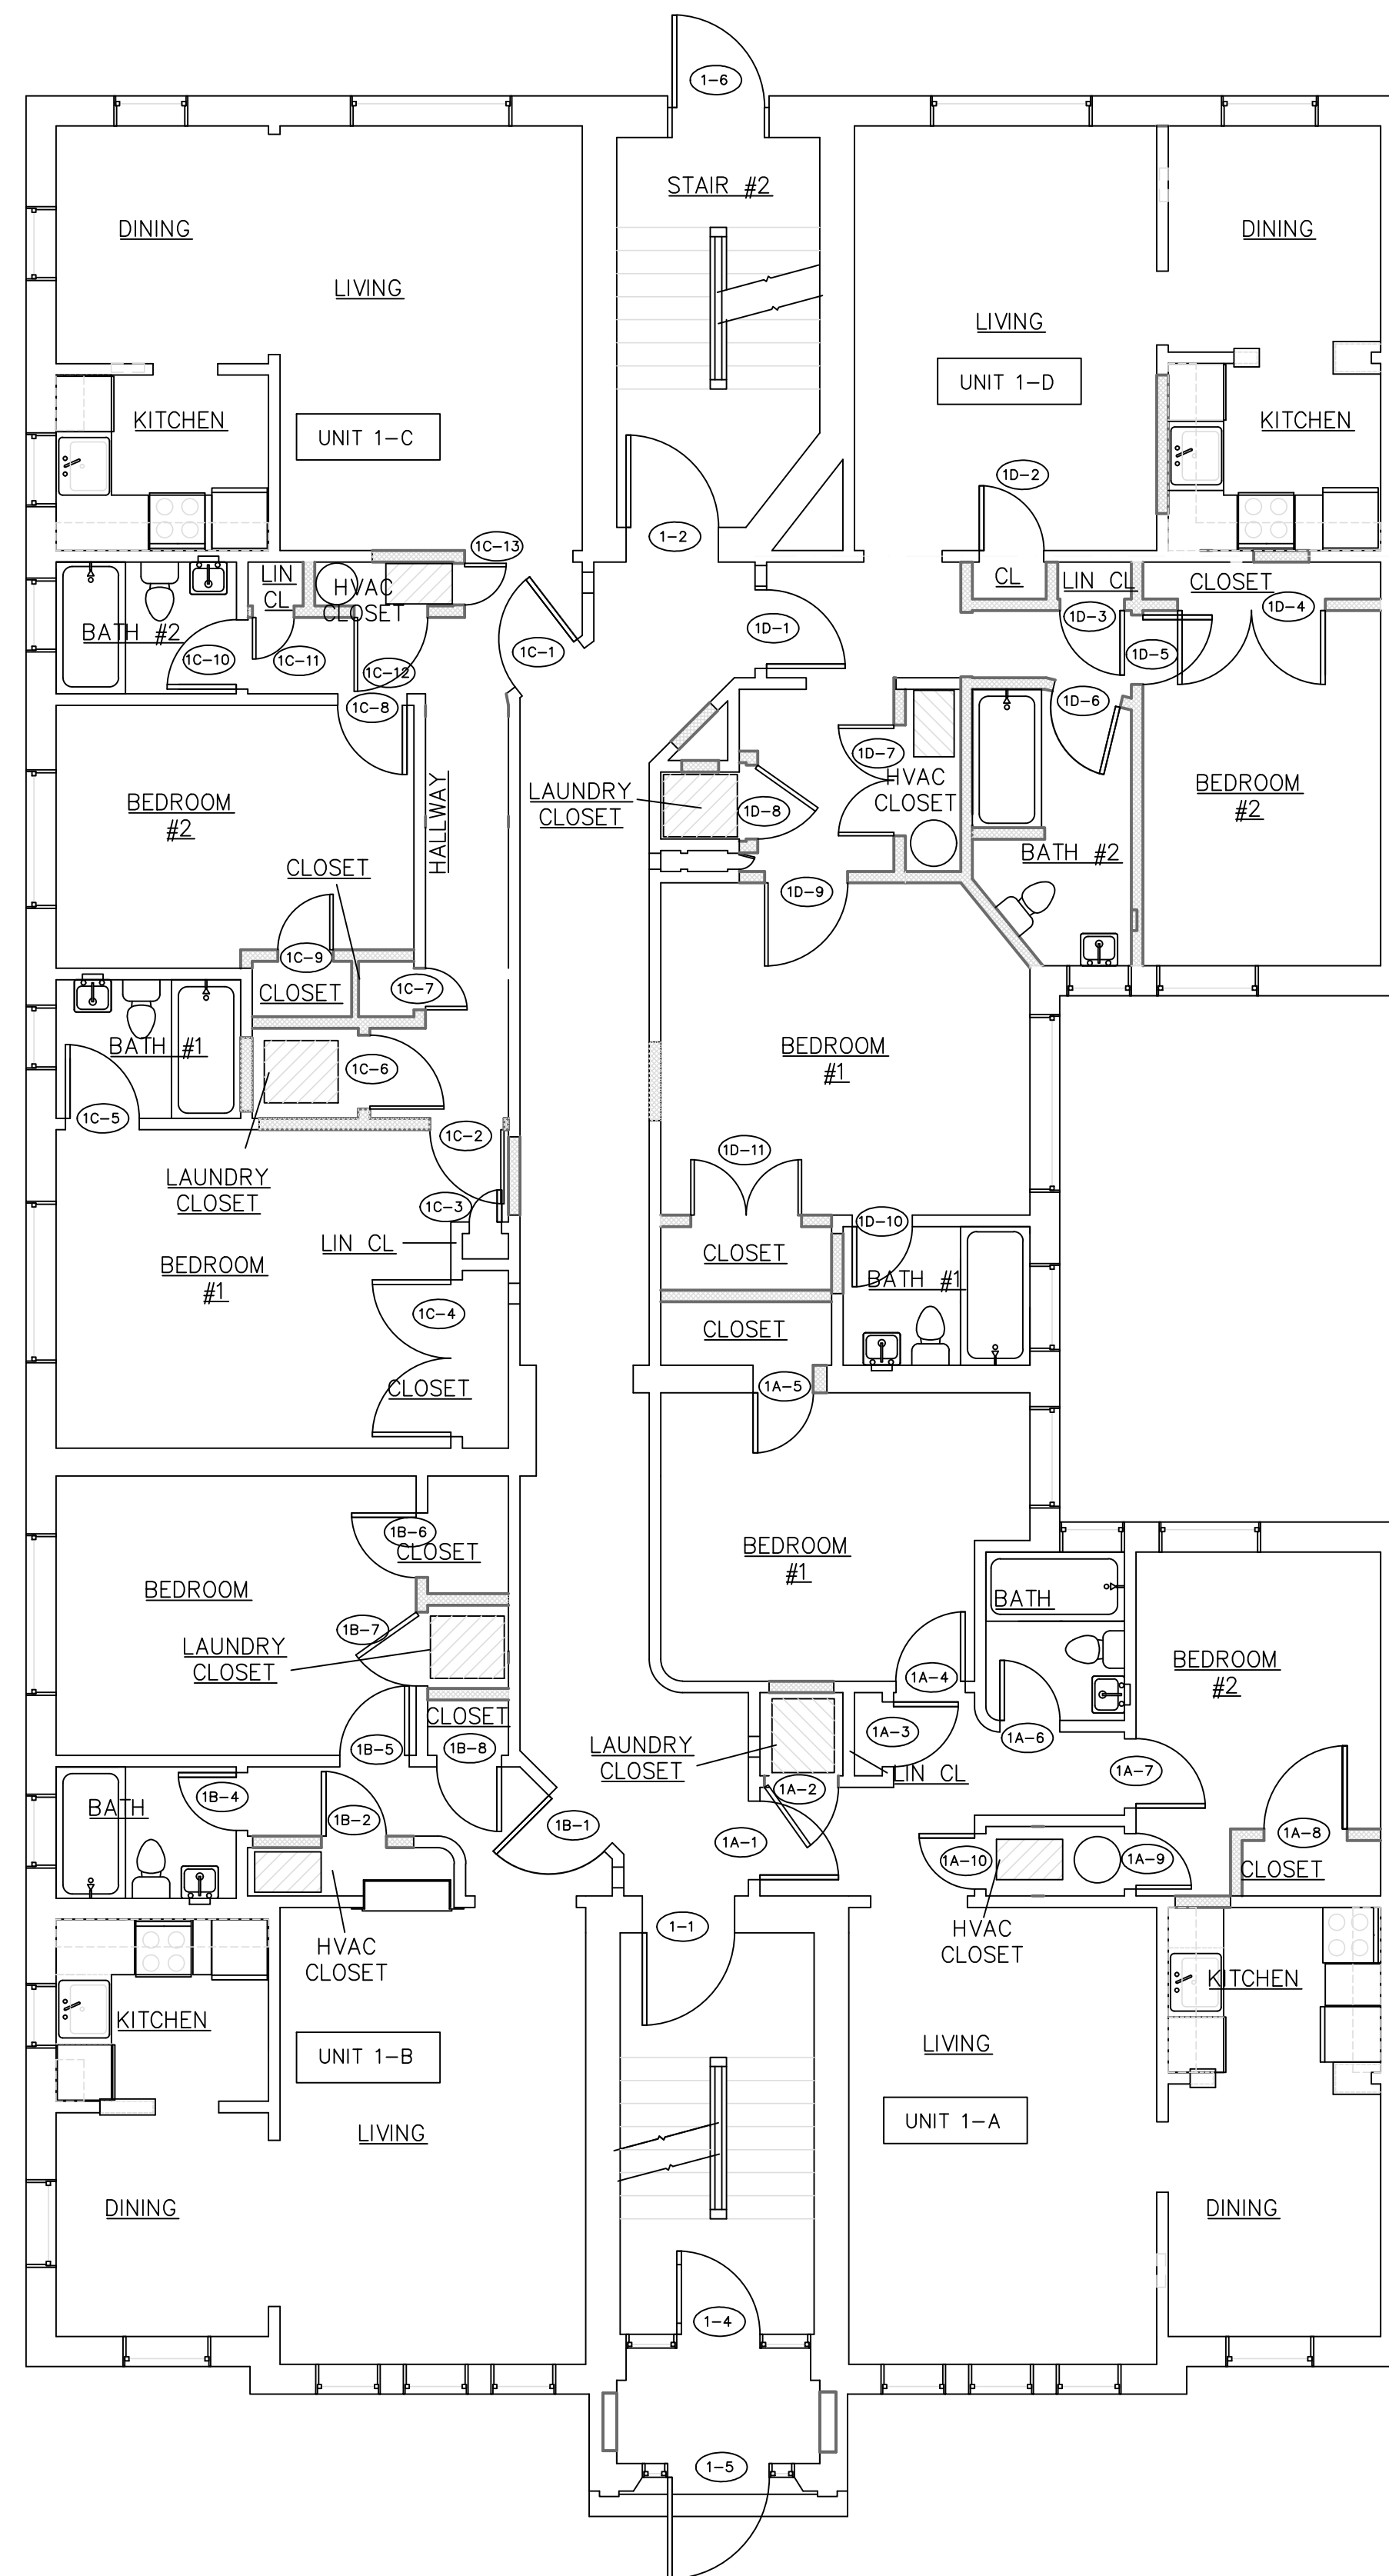 1-6
STAIR #2
DINING
DINING
LIVING
LIVING
UNIT 1-D
KITCHEN
KITCHEN
UNIT 1-C
1D-2
1-2
1C-13
LIN
CL
HVAC
CLOSET
CL
LIN CL
CLOSET
1D-4
1D-3
1D-1
BATH #2
1C-10
1C-11
1C-12
1C-1
1D-5
1C-8
1D-6
1D-7
HVAC
CLOSET
BEDROOM
#2
BEDROOM
#2
HALLWAY
LAUNDRY
CLOSET
1D-8
BATH #2
CLOSET
1D-9
1C-9
CLOSET
1C-7
BATH #1
1C-6
BEDROOM
#1
1C-5
1C-2
1D-11
LAUNDRY
CLOSET
1C-3
1D-10
LIN CL
CLOSET
BEDROOM
#1
BATH #1
1C-4
CLOSET
CLOSET
1A-5
1B-6
CLOSET
BEDROOM
#1
BEDROOM
BATH
1B-7
LAUNDRY
CLOSET
BEDROOM
#2
1A-4
CLOSET
1A-3
1A-6
1B-5
1B-8
LAUNDRY
CLOSET
LIN CL
1A-7
1B-4
BATH
1A-2
1B-2
1B-1
1A-1
1A-8
1A-10
1A-9
CLOSET
1-1
HVAC
CLOSET
HVAC
CLOSET
KITCHEN
KITCHEN
LIVING
UNIT 1-B
UNIT 1-A
LIVING
DINING
DINING
1-4
1-5